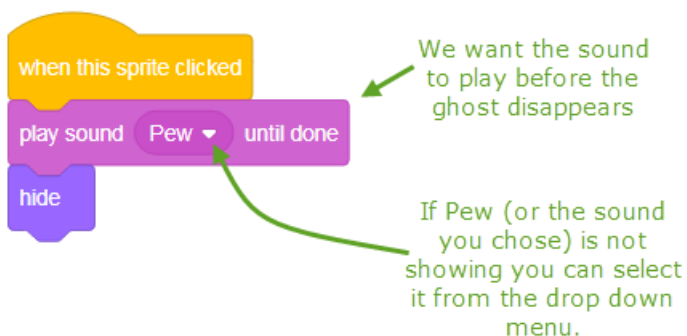 when this sprite clicked
play sound Pew until done
hide
We want the sound
to play before the
ghost disappears
If Pew (or the sound
you chose) is not
showing you can select
it from the drop down
menu.